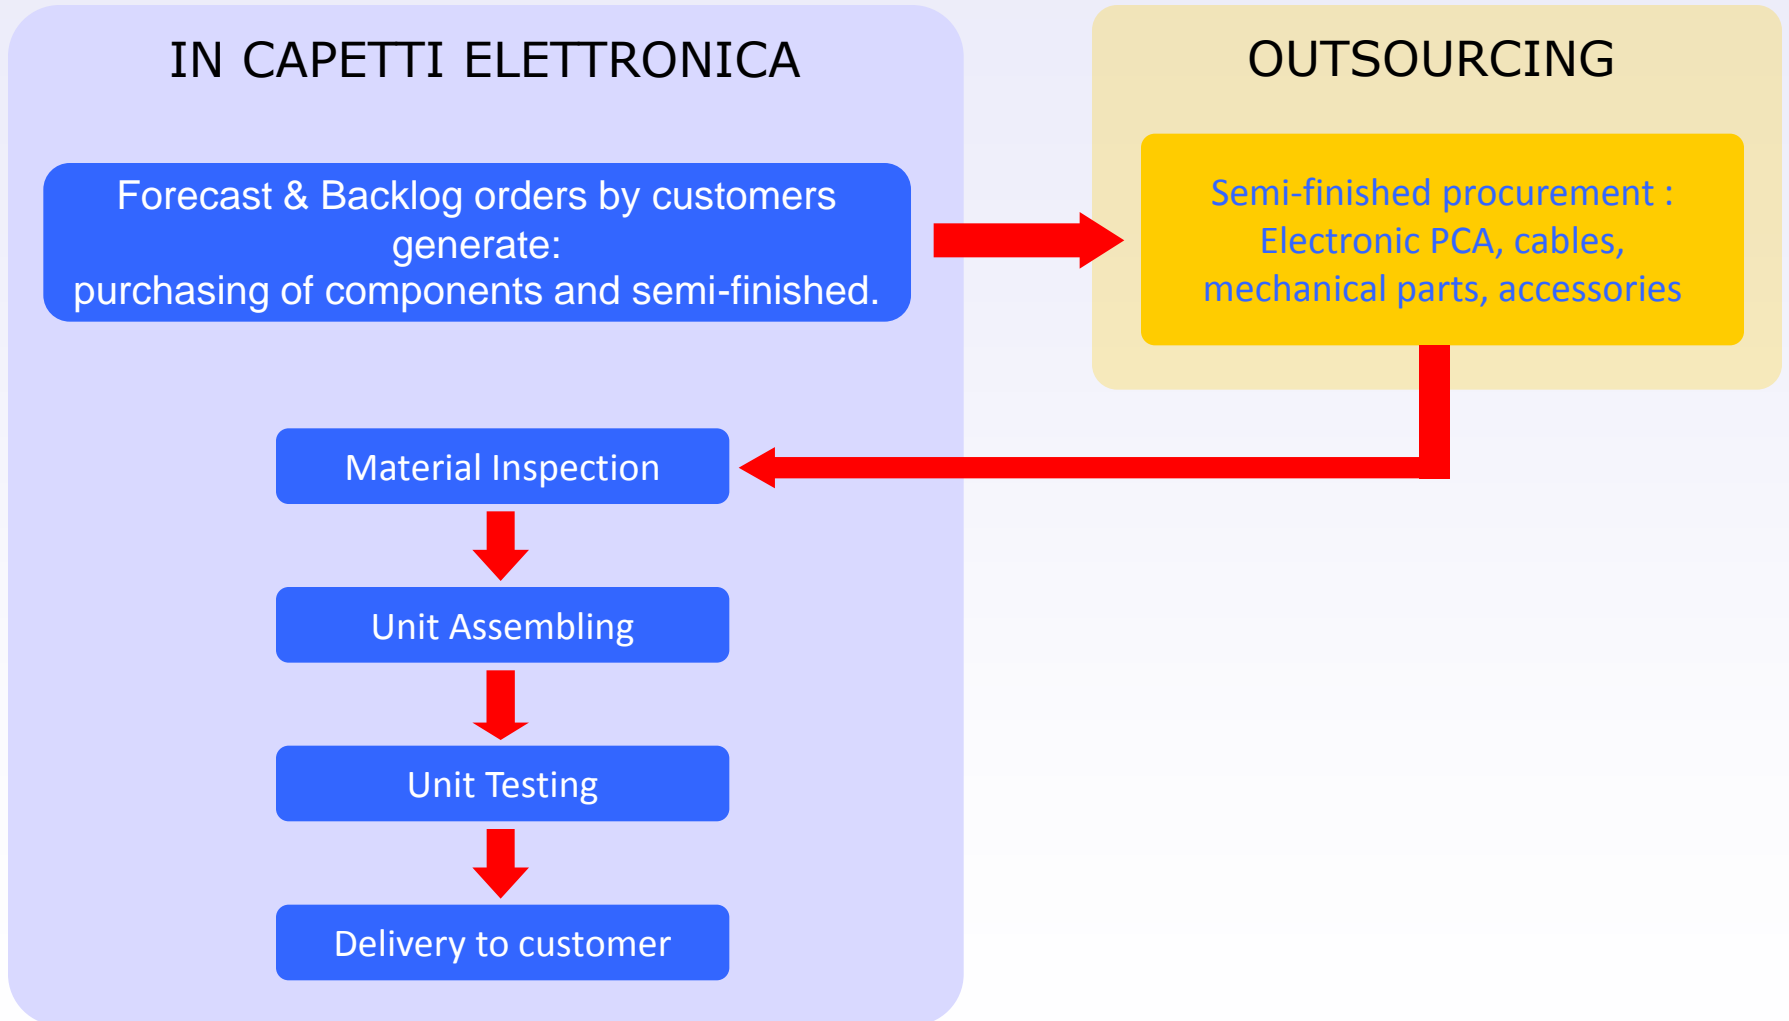 IN CAPETTI ELETTRONICA
Forecast & Backlog orders by customers
generate:
purchasing of components and semi-finished.
OUTSOURCING
Semi-finished procurement :
Electronic PCA, cables,
mechanical parts, accessories
Material Inspection
Unit Assembling
Unit Testing
Delivery to customer